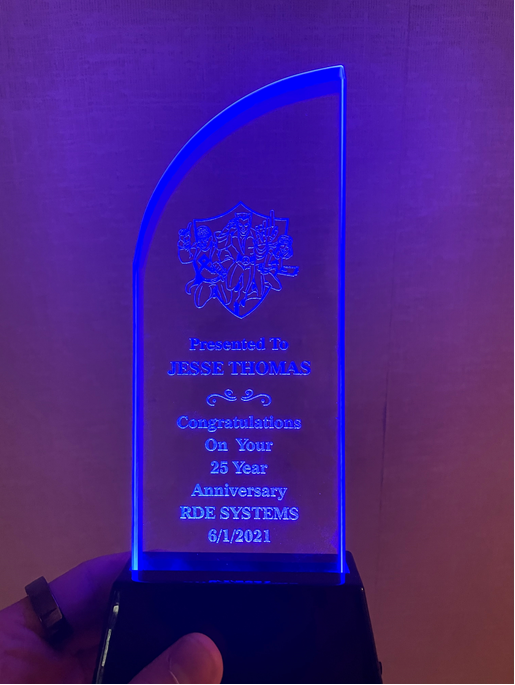 Presented To
JESSE THOMAS
Congratulations
On Your
25 Year
Anniversary
RDE SYSTEMS
6/1/2021